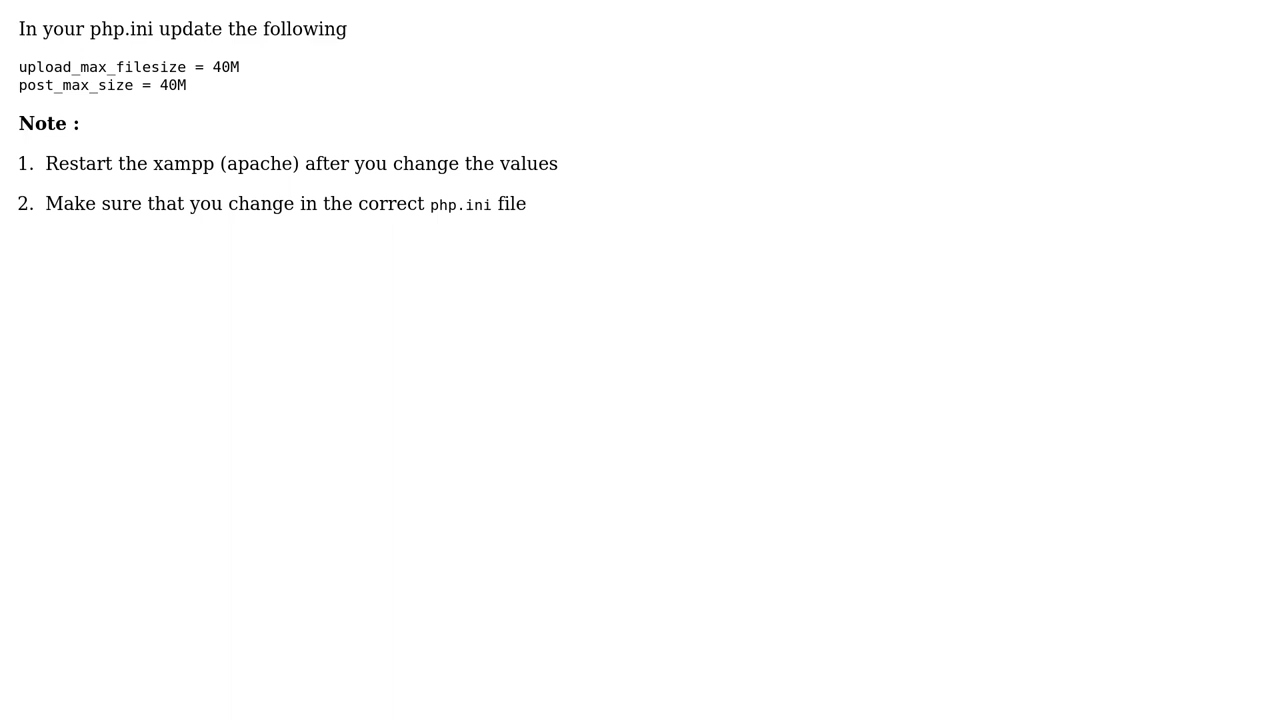 In your php.ini update the following
upload_max_filesize = 40M
post_max_size = 40M
Note :
1. Restart the xampp (apache) after you change the values
2. Make sure that you change in the correct php.ini file